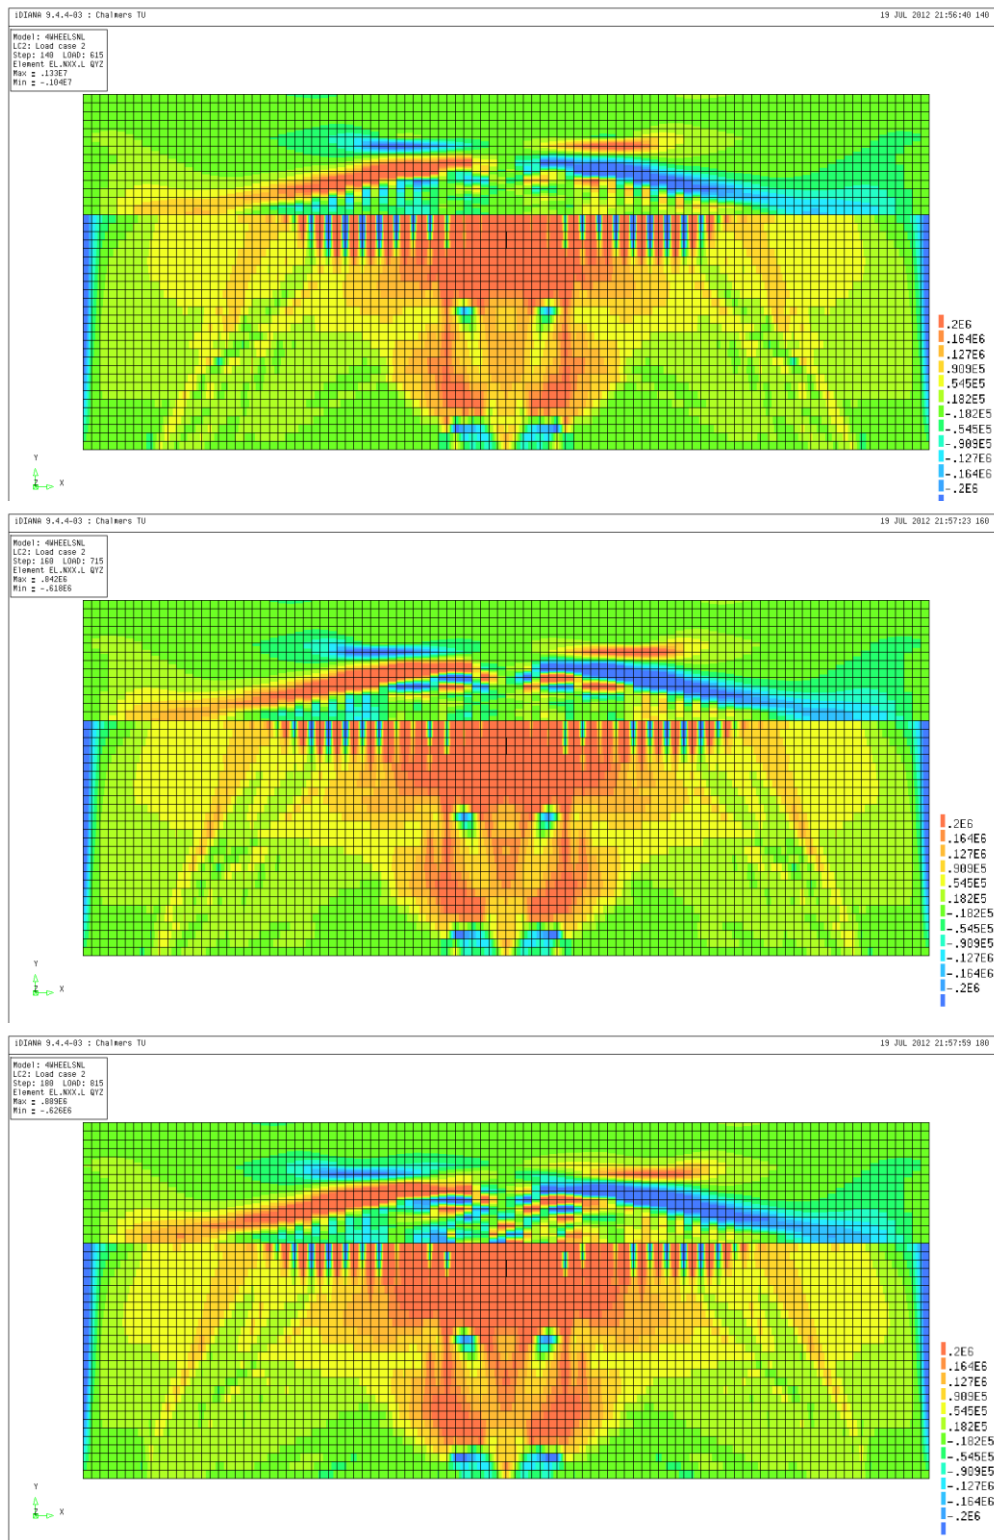 iDIANA 9.4.4-03 : Chalmers TU
19 JUL 2012 21:56:40 140
Model: 4WHEELSNL
LC2: Load case 2
Step: 140 LOAD: 615
Element EL.NXX.L QYZ
Max = .133E7
Min = -.104E7
.2E6
.164E6
.127E6
.909E5
.545E5
.182E5
-.182E5
-.545E5
-.909E5
-.127E6
-.164E6
-.2E6
Y
Z X
iDIANA 9.4.4-03 : Chalmers TU
19 JUL 2012 21:57:23 160
Model: 4WHEELSNL
LC2: Load case 2
Step: 160 LOAD: 715
Element EL.NXX.L QYZ
Max = .842E6
Min = -.618E6
.2E6
.164E6
.127E6
.909E5
.545E5
.182E5
-.182E5
-.545E5
-.909E5
-.127E6
-.164E6
-.2E6
Y
Z X
iDIANA 9.4.4-03 : Chalmers TU
19 JUL 2012 21:57:59 180
Model: 4WHEELSNL
LC2: Load case 2
Step: 180 LOAD: 815
Element EL.NXX.L QYZ
Max = .889E6
Min = -.626E6
.2E6
.164E6
.127E6
.909E5
.545E5
.182E5
-.182E5
-.545E5
-.909E5
-.127E6
-.164E6
-.2E6
Y
Z X